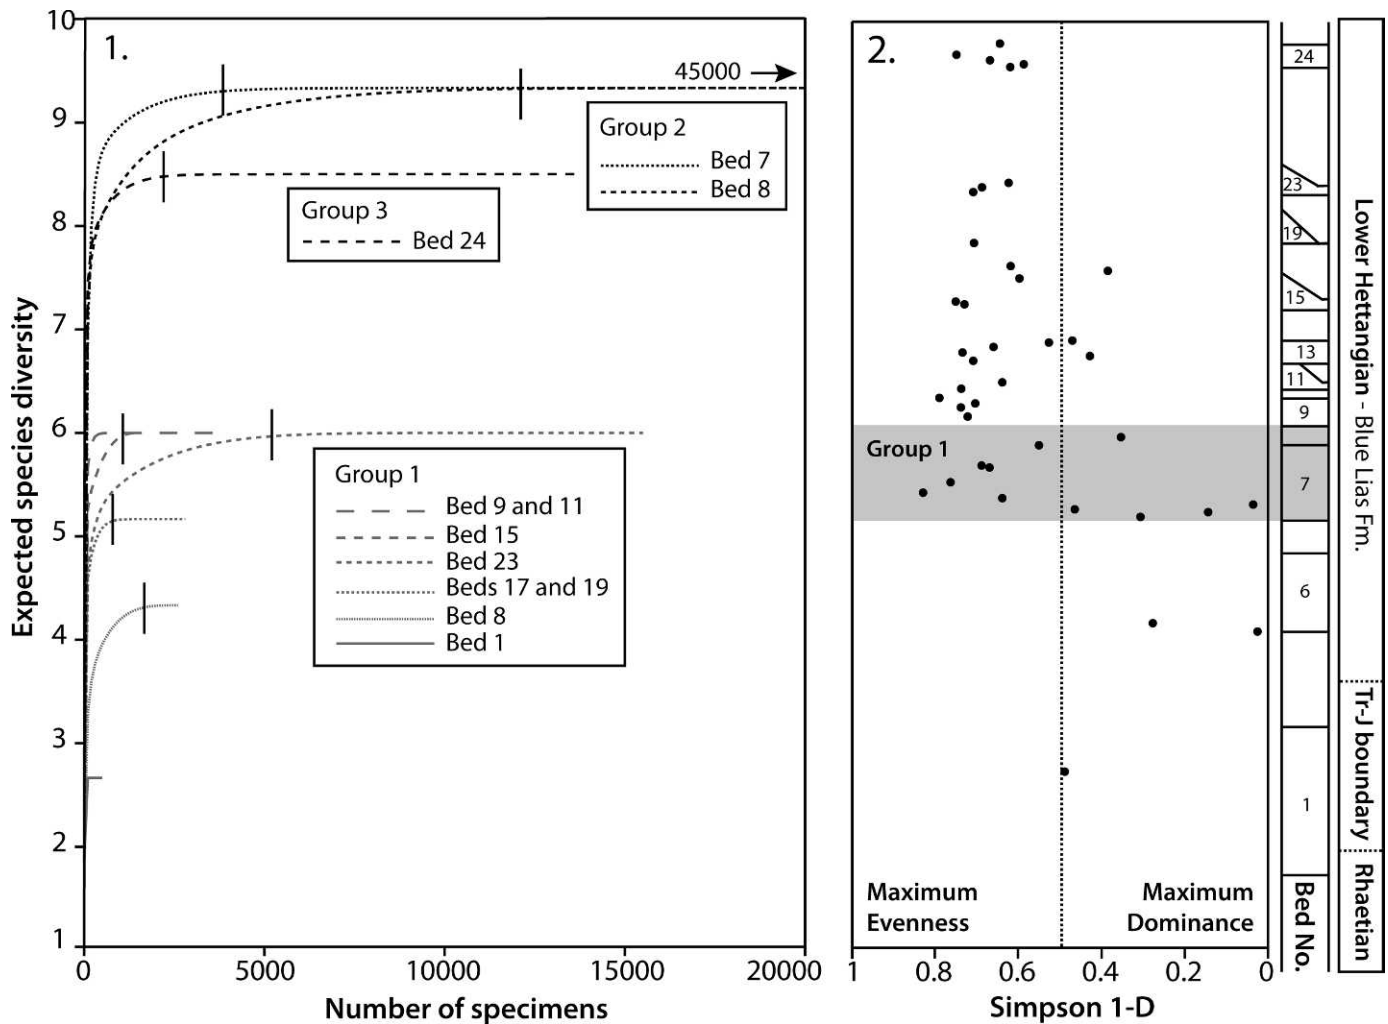 1.
10
9
8
7
6
5
4
3
2
1
Expected species diversity
45000
Group 2
Bed 7
Bed 8
Group 3
Bed 24
Group 1
Bed 9 and 11
Bed 15
Bed 23
Beds 17 and 19
Bed 8
Bed 1
0
5000
10000
15000
20000
Number of specimens
2.
Group 1
Maximum
Evenness
Maximum
Dominance
1
0.8
0.6
0.4
0.2
0
Simpson 1-D
24
23
19
15
13
11
9
7
6
1
Bed No.
Lower Hettangian - Blue Lias Fm.
Tr-J boundary
Rhaetian